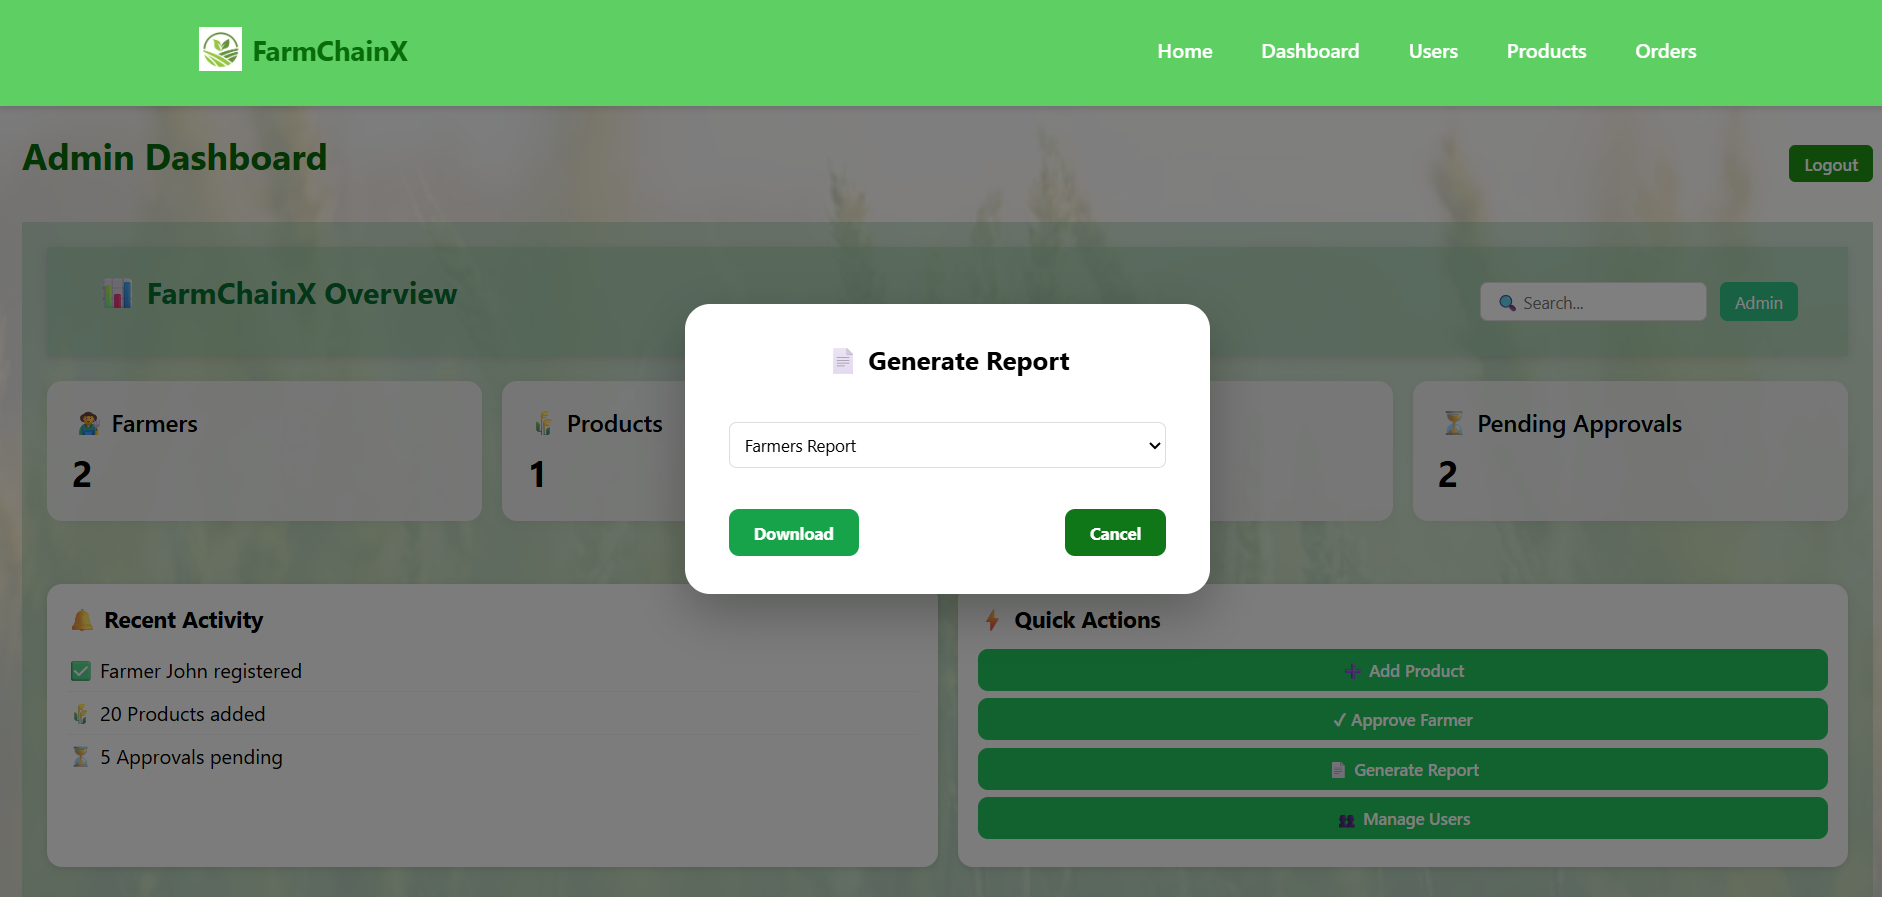 FarmChainX
Home Dashboard Users Products Orders
Admin Dashboard
Logout
FarmChainX Overview
Search...
Admin
Generate Report
Farmers Report
Download
Cancel
Farmers
2
Products
1
Pending Approvals
2
Recent Activity
Farmer John registered
20 Products added
5 Approvals pending
Quick Actions
Add Product
✓ Approve Farmer
Generate Report
Manage Users